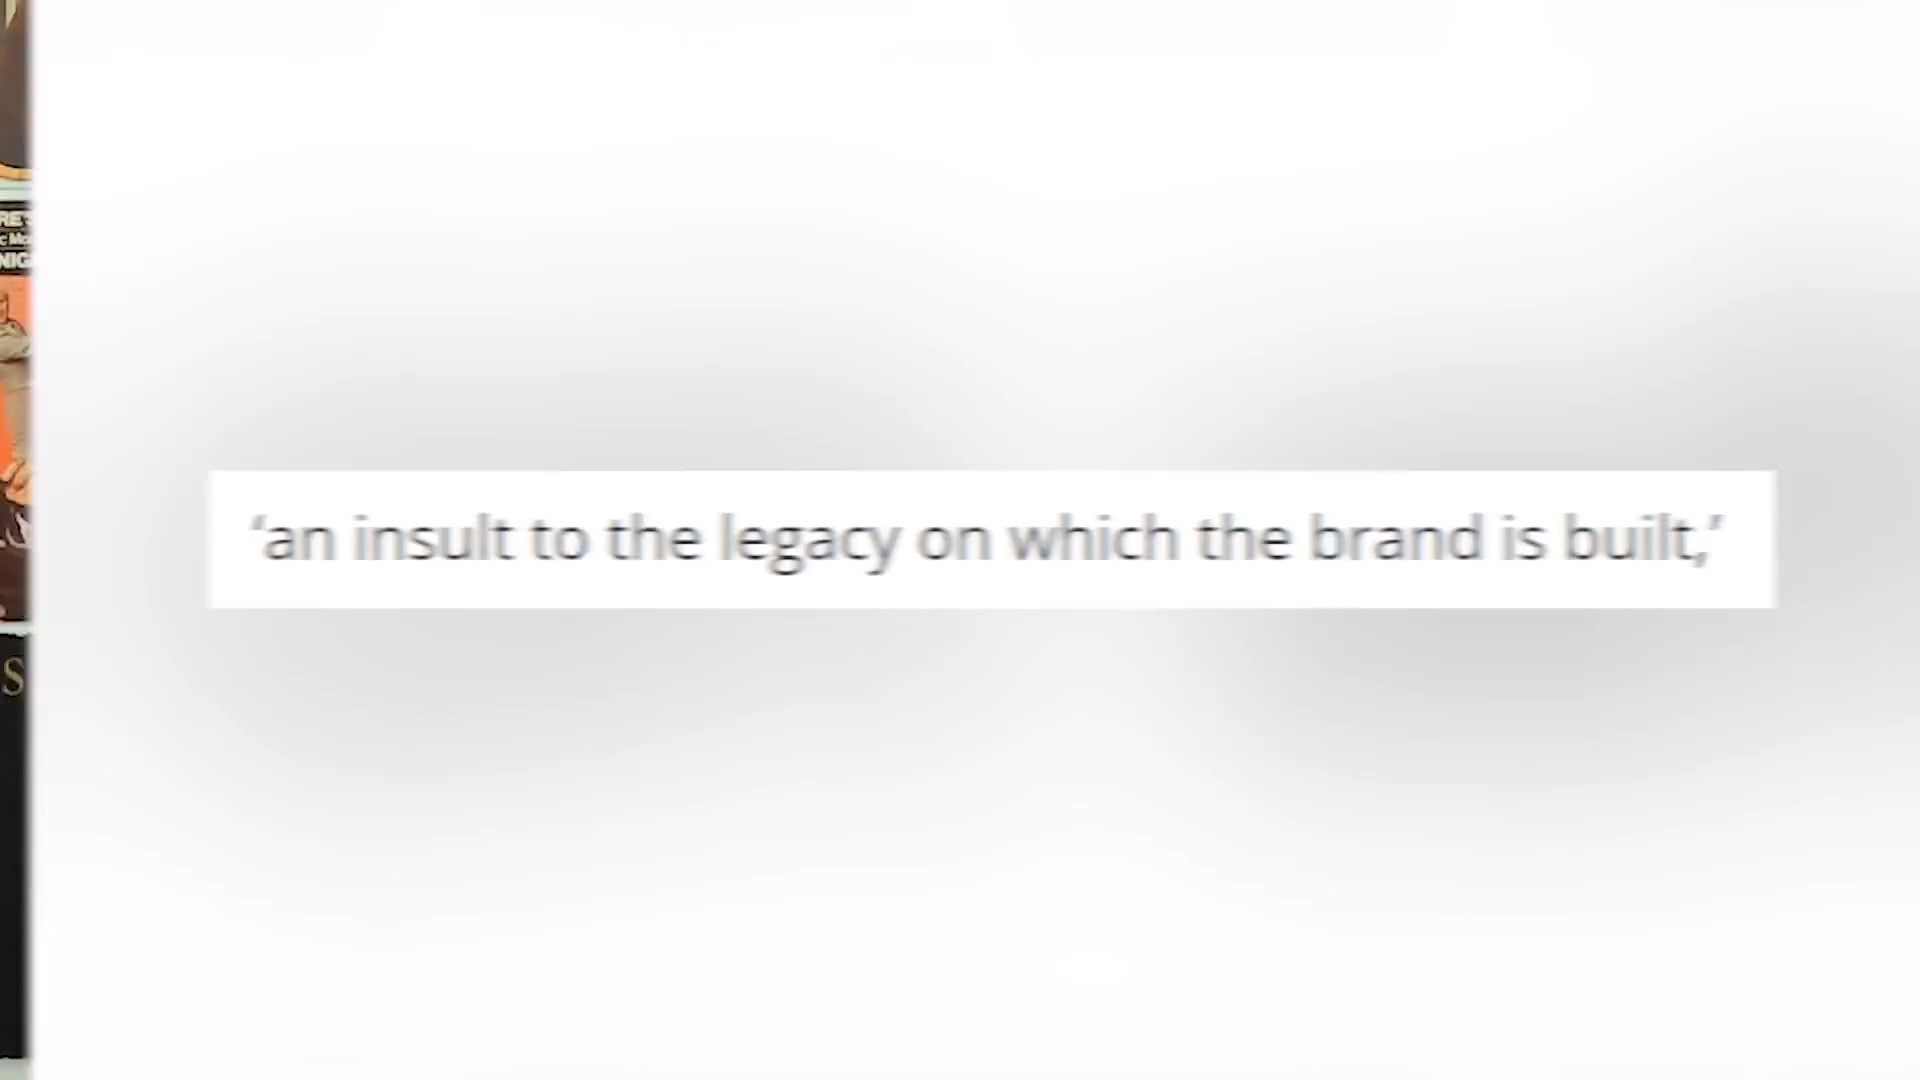 ‘an insult to the legacy on which the brand is built,’
S